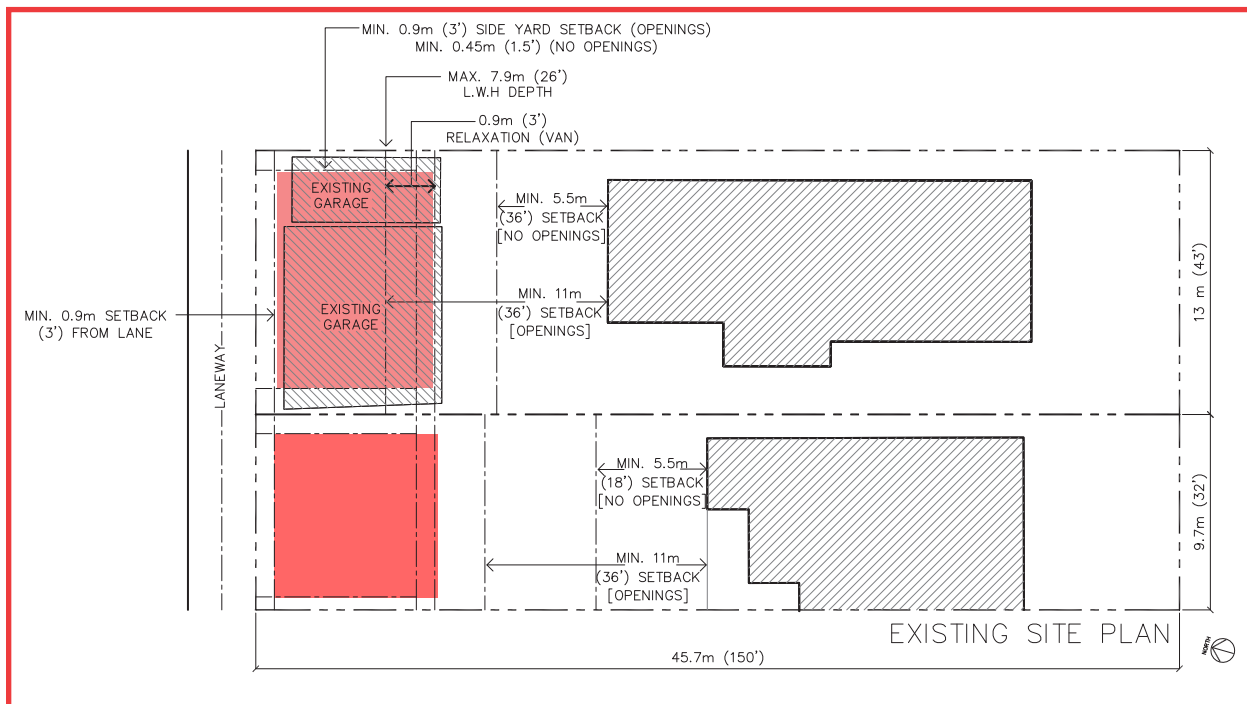 MIN. 0.9m (3') SIDE YARD SETBACK (OPENINGS)
MIN. 0.45m (1.5') (NO OPENINGS)
MAX. 7.9m (26')
L.W.H DEPTH
0.9m (3')
RELAXATION (VAN)
EXISTING
GARAGE
MIN. 5.5m
(36') SETBACK
[NO OPENINGS]
MIN. 0.9m SETBACK
(3') FROM LANE
EXISTING
GARAGE
MIN. 11m
(36') SETBACK
[OPENINGS]
13 m (43')
LANEWAY
MIN. 5.5m
(18') SETBACK
[NO OPENINGS]
MIN. 11m
(36') SETBACK
[OPENINGS]
9.7m (32')
EXISTING SITE PLAN
NORTH
45.7m (150')